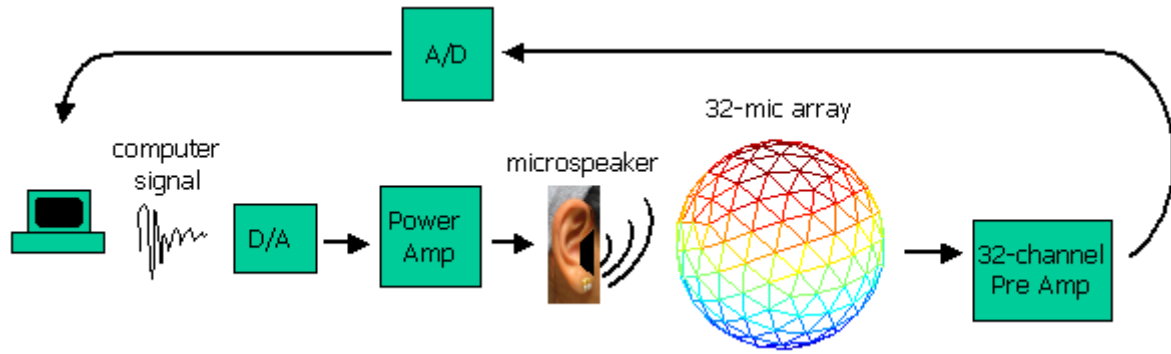 A/D
32-mic array
computer
signal
microspeaker
D/A
Power
Amp
32-channel
Pre Amp